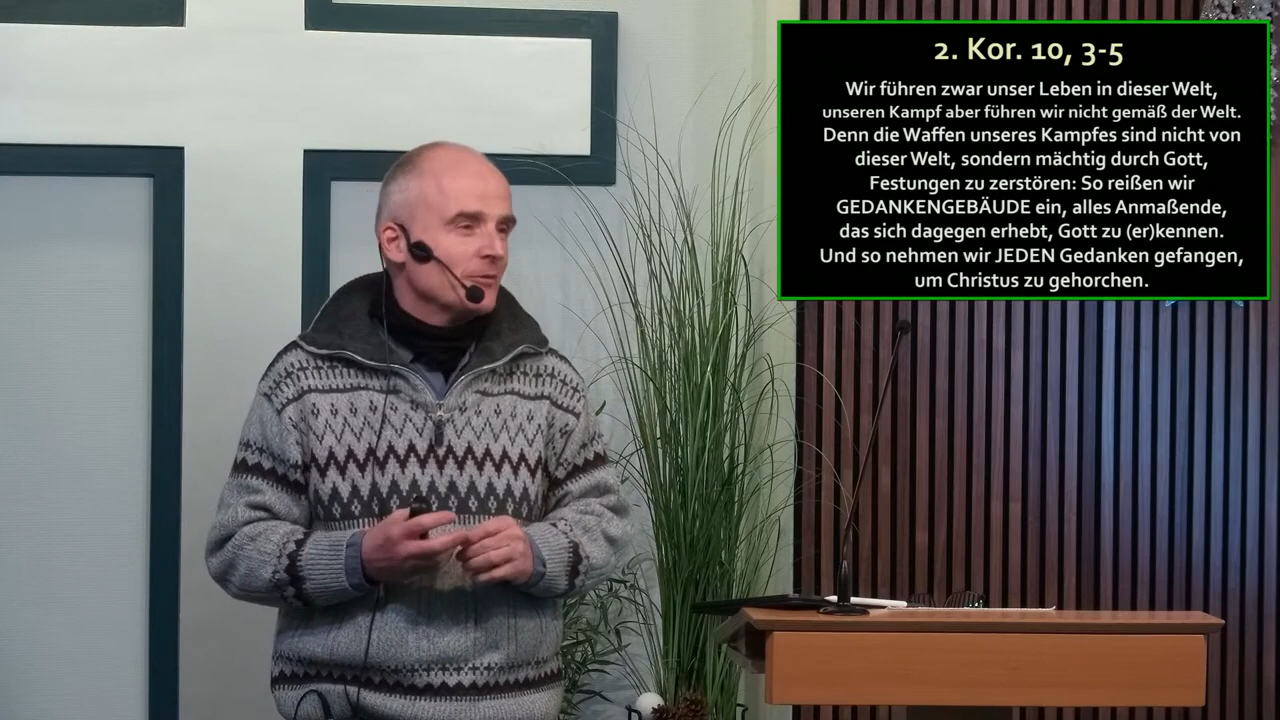 2. Kor. 10, 3-5
Wir führen zwar unser Leben in dieser Welt,
unseren Kampf aber führen wir nicht gemäß der Welt.
Denn die Waffen unseres Kampfes sind nicht von
dieser Welt, sondern mächtig durch Gott,
Festungen zu zerstören: So reißen wir
GEDANKENGEBÄUDE ein, alles Anmaßende,
das sich dagegen erhebt, Gott zu (er)kennen.
Und so nehmen wir JEDEN Gedanken gefangen,
um Christus zu gehorchen.